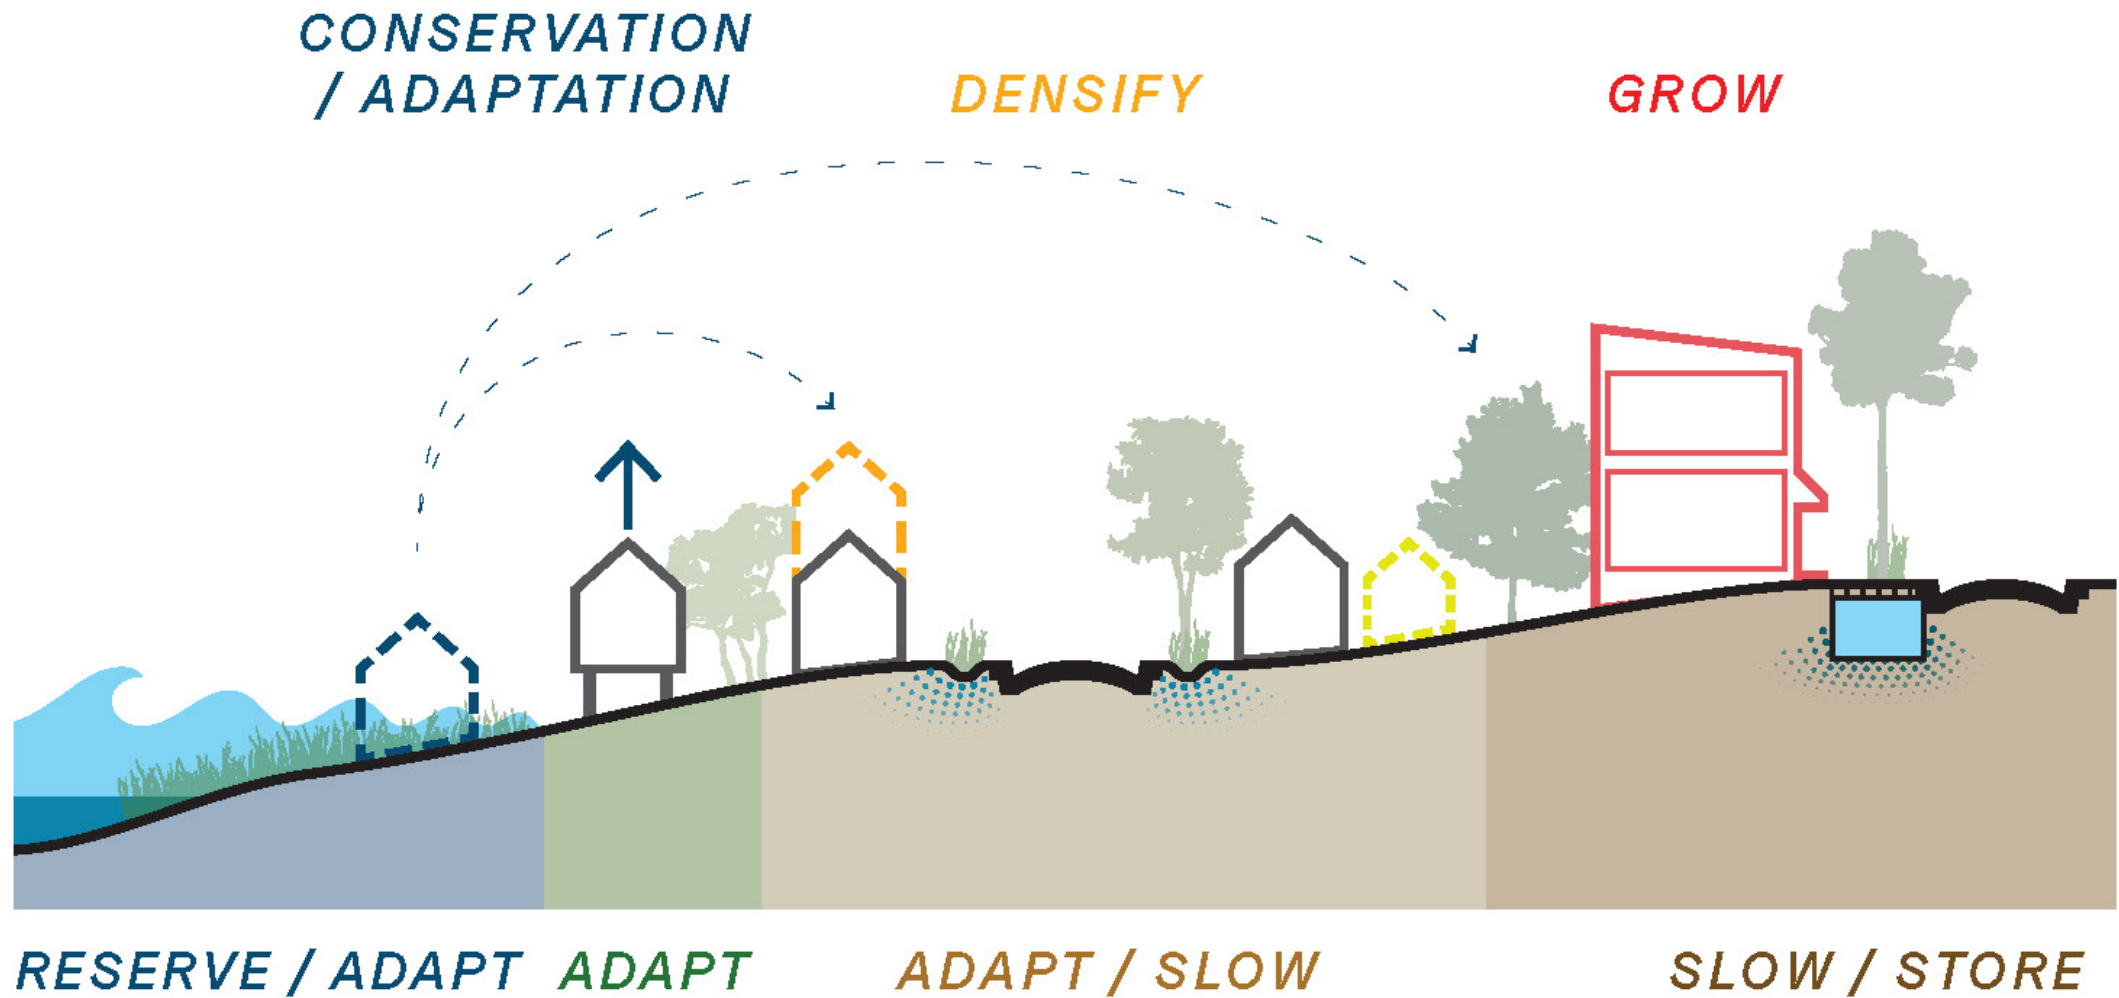 CONSERVATION
/ ADAPTATION
DENSIFY
GROW
RESERVE / ADAPT
ADAPT
ADAPT / SLOW
SLOW / STORE